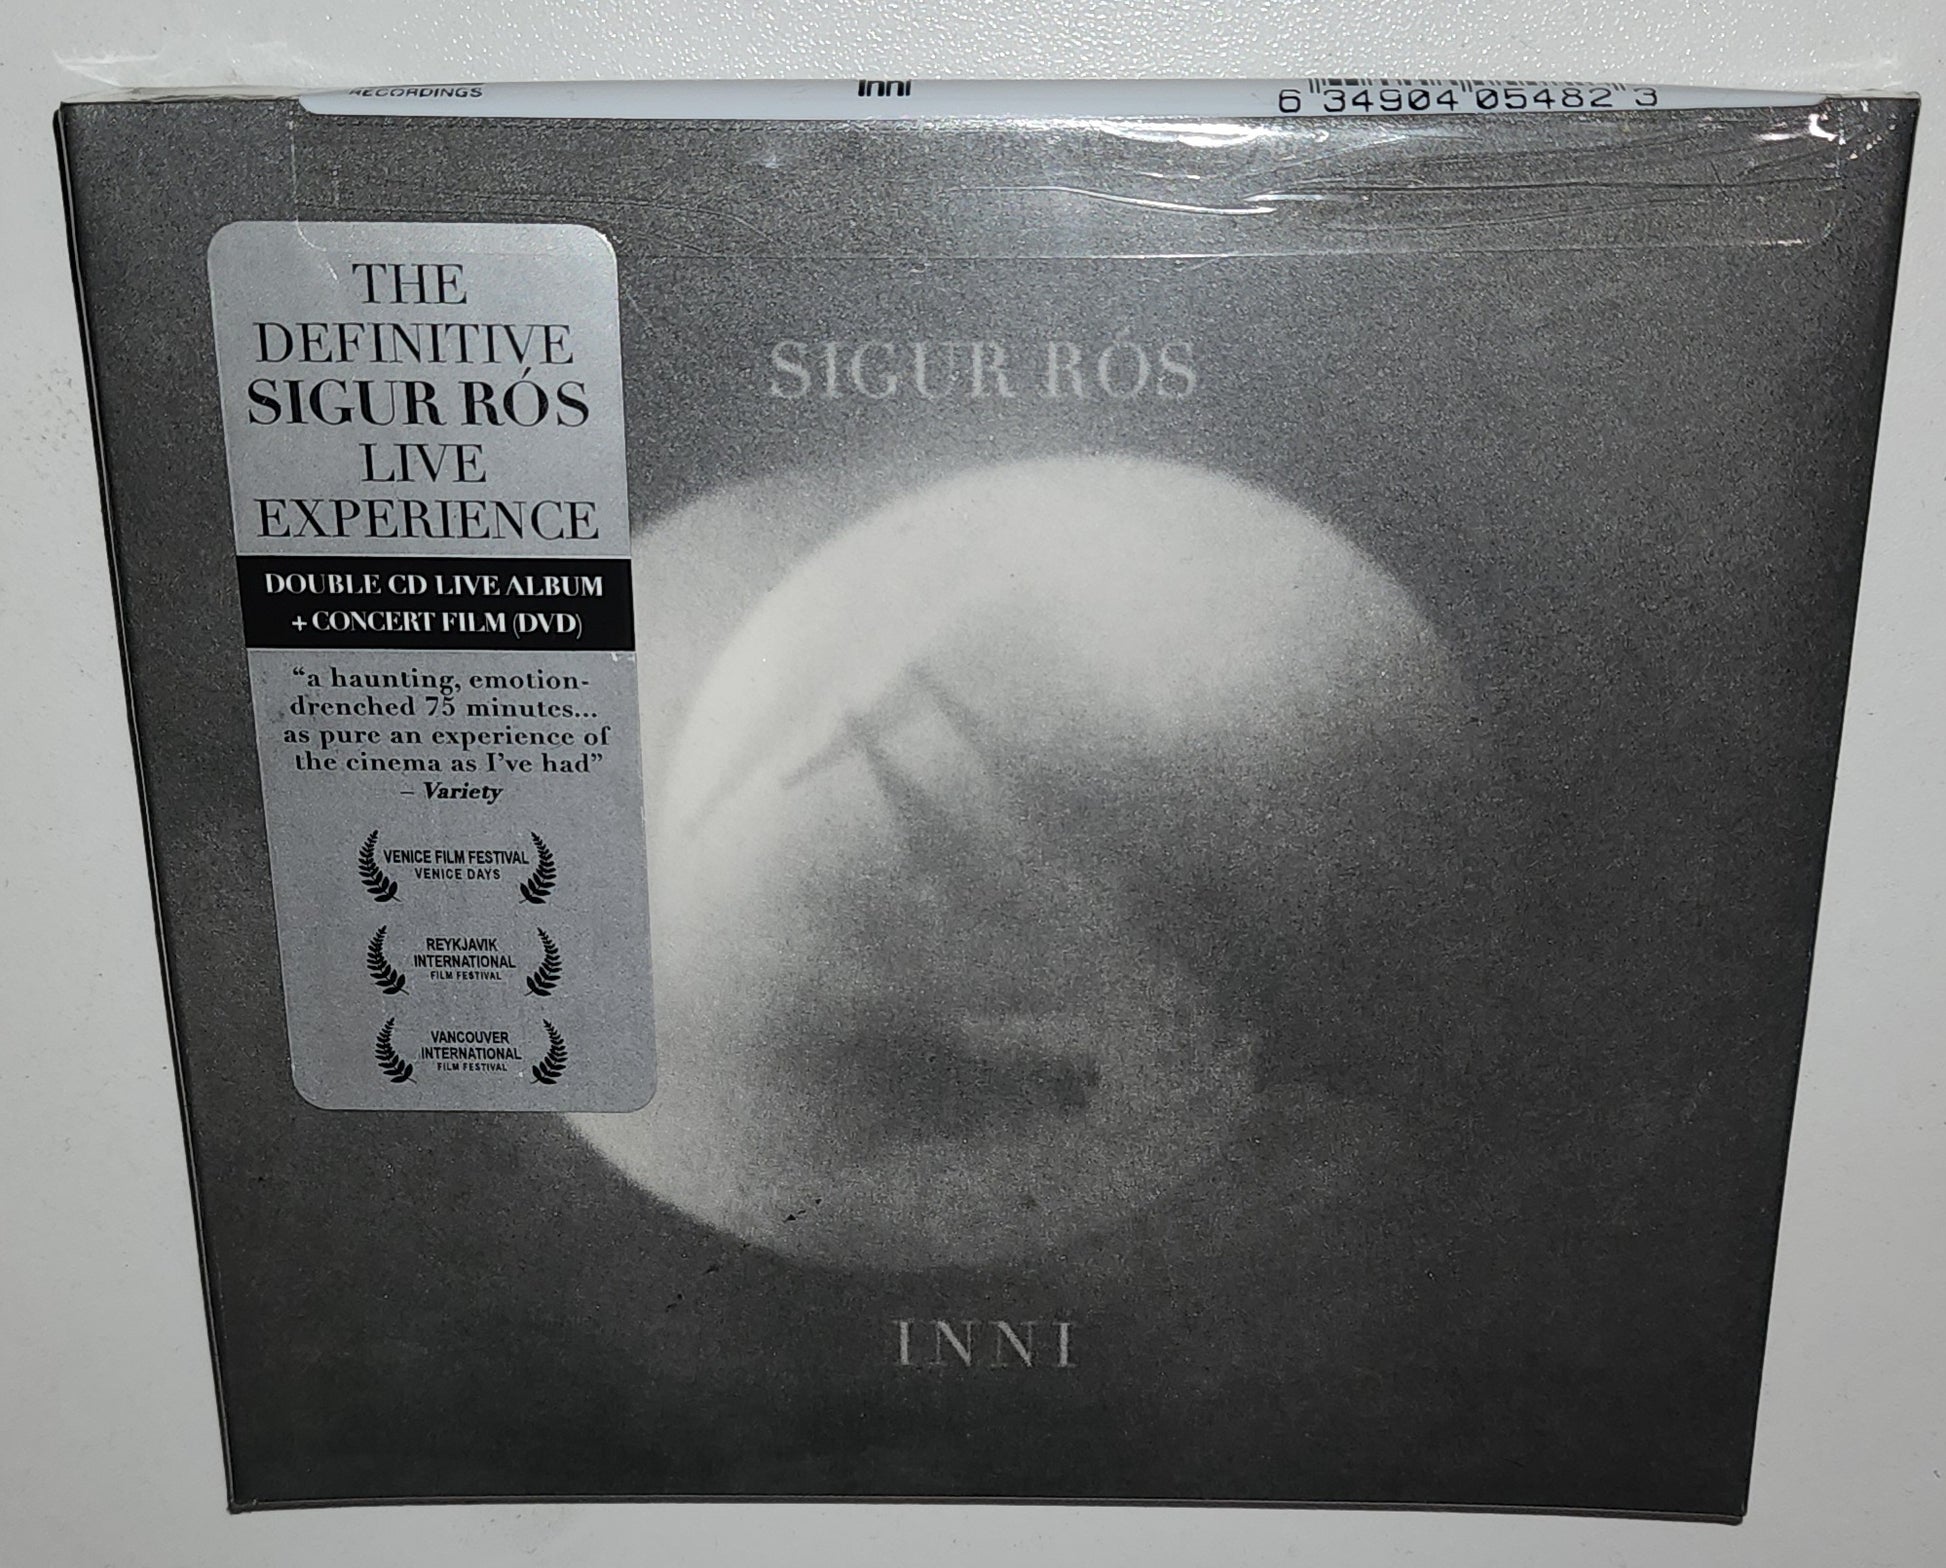 RECORDINGS
inni
6 34904 05482 3
THE
DEFINITIVE
SIGUR RÓS
LIVE
EXPERIENCE
DOUBLE CD LIVE ALBUM
+ CONCERT FILM (DVD)
“a haunting, emotion-
drenched 75 minutes...
as pure an experience of
the cinema as I’ve had”
– Variety
VENICE FILM FESTIVAL
VENICE DAYS
REYKJAVIK
INTERNATIONAL
FILM FESTIVAL
VANCOUVER
INTERNATIONAL
FILM FESTIVAL
SIGUR RÓS
INNI